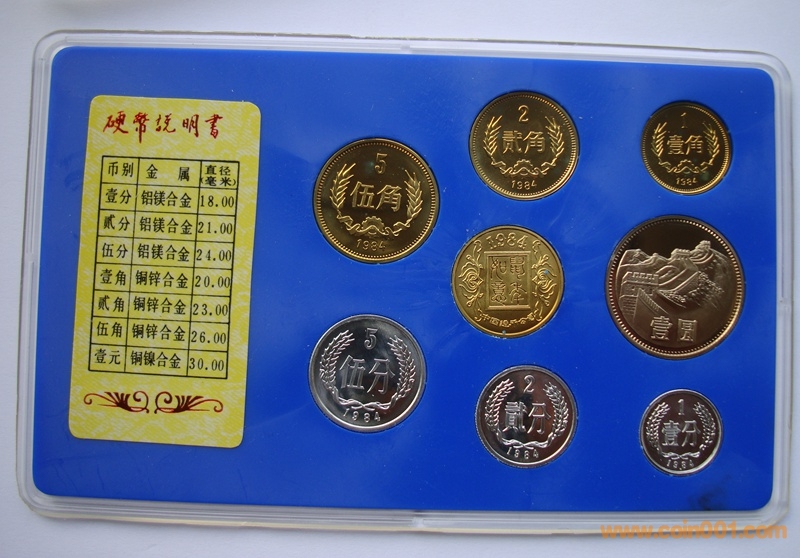 硬幣説明書
币别 金属 直径(毫米)
壹分 铝镁合金 18.00
贰分 铝镁合金 21.00
伍分 铝镁合金 24.00
壹角 铜锌合金 20.00
贰角 铜锌合金 23.00
伍角 铜锌合金 26.00
壹元 铜镍合金 30.00
5
伍角
1984
2
贰角
1984
1
壹角
1984
1984
壹圆
5
伍分
1984
2
貳分
1984
1
壹分
1984
www.coin001.com